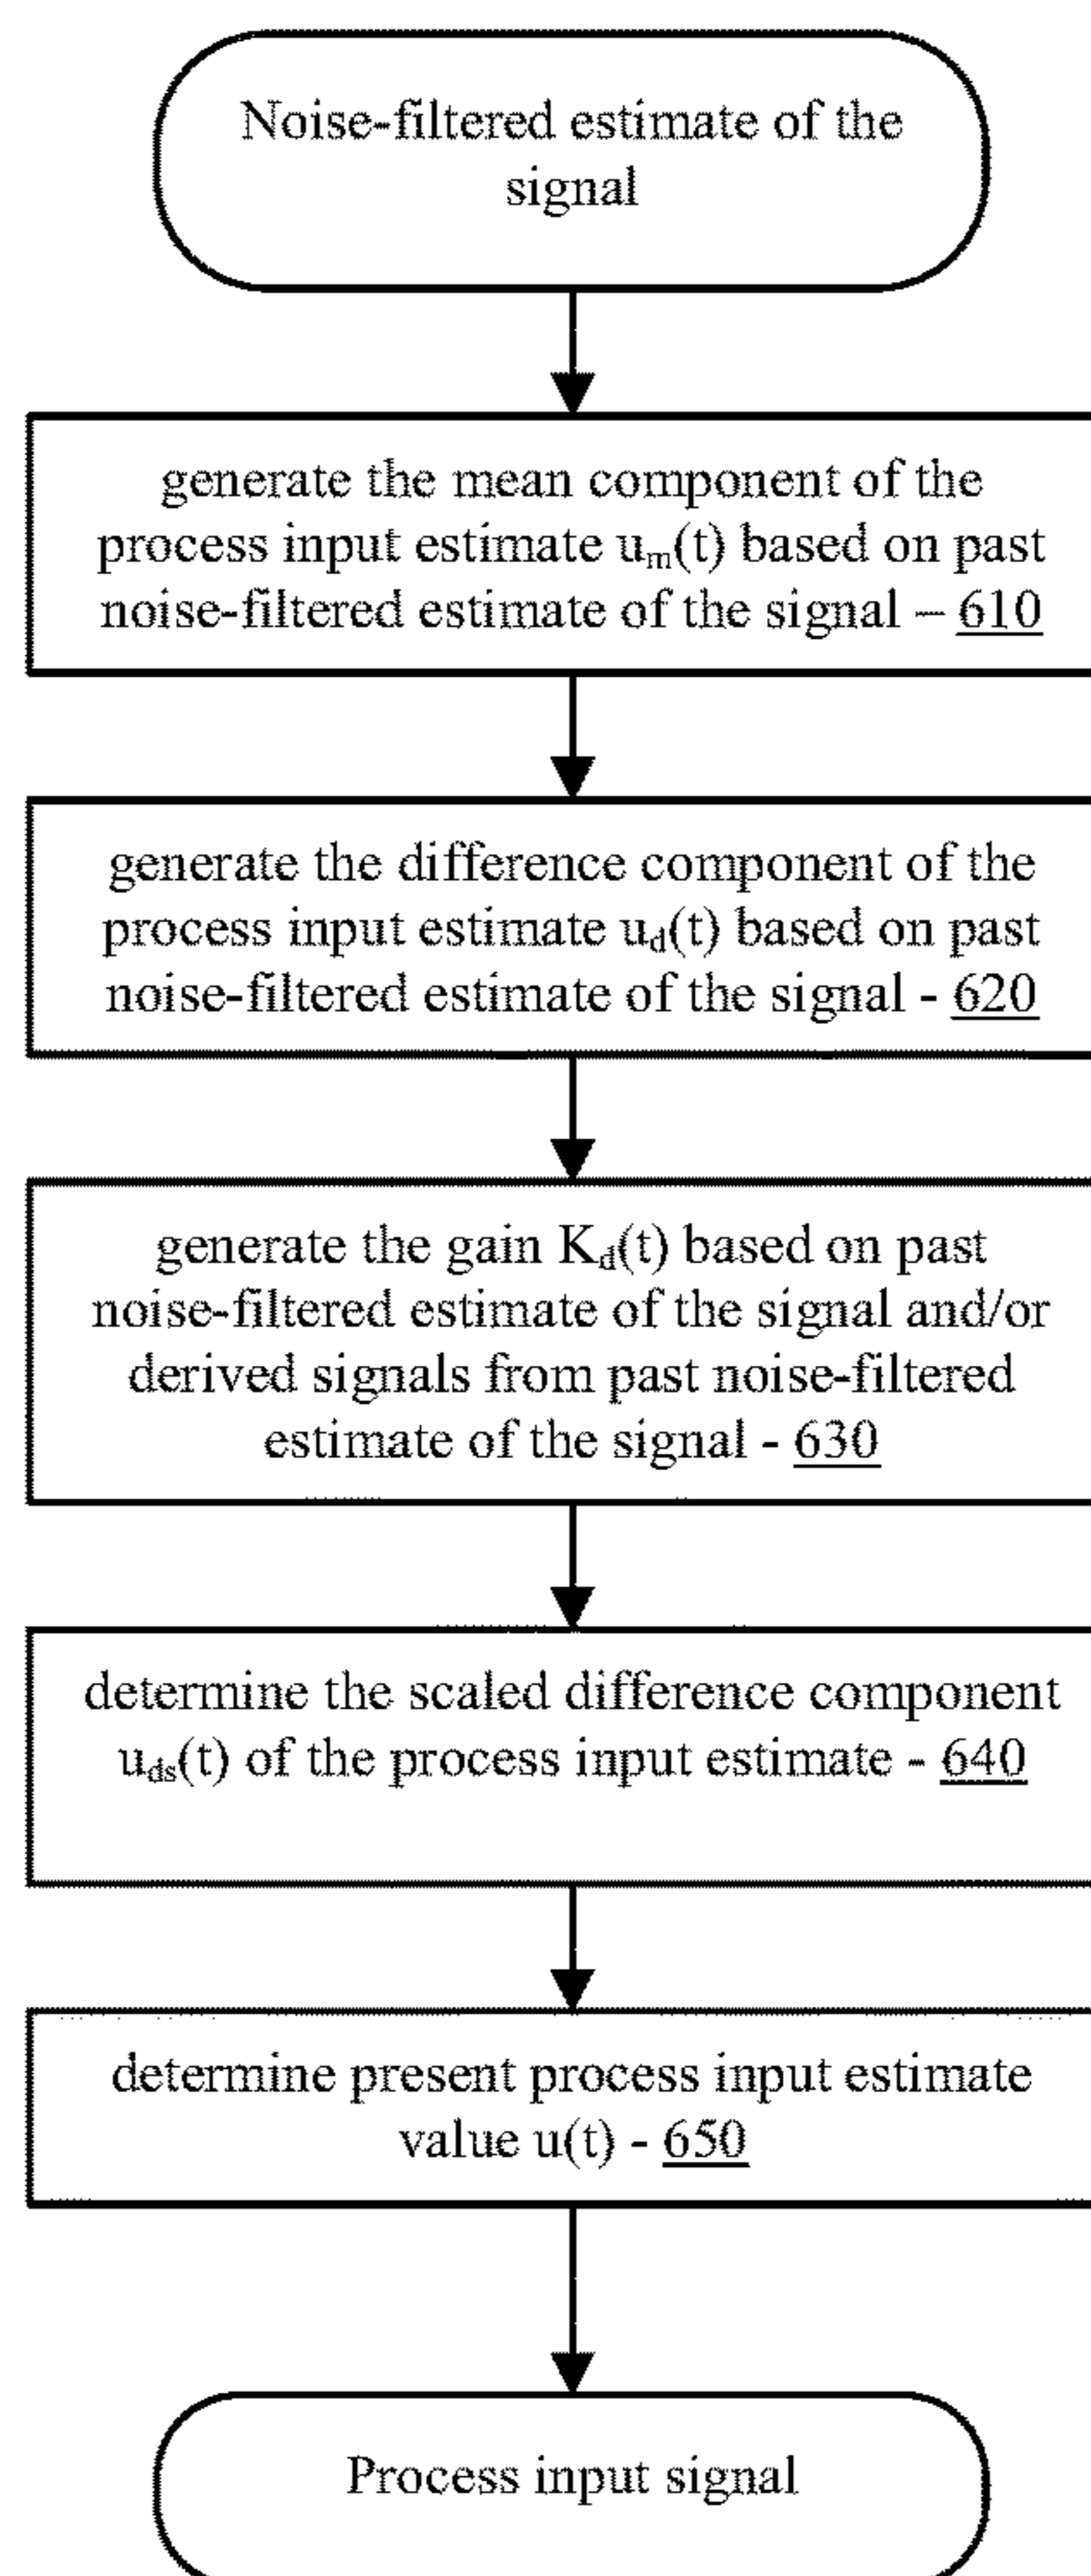 Noise-filtered estimate of the
signal
generate the mean component of the
process input estimate uₘ(t) based on past
noise-filtered estimate of the signal – 610
generate the difference component of the
process input estimate u_d(t) based on past
noise-filtered estimate of the signal - 620
generate the gain K_d(t) based on past
noise-filtered estimate of the signal and/or
derived signals from past noise-filtered
estimate of the signal - 630
determine the scaled difference component
u_ds(t) of the process input estimate - 640
determine present process input estimate
value u(t) - 650
Process input signal